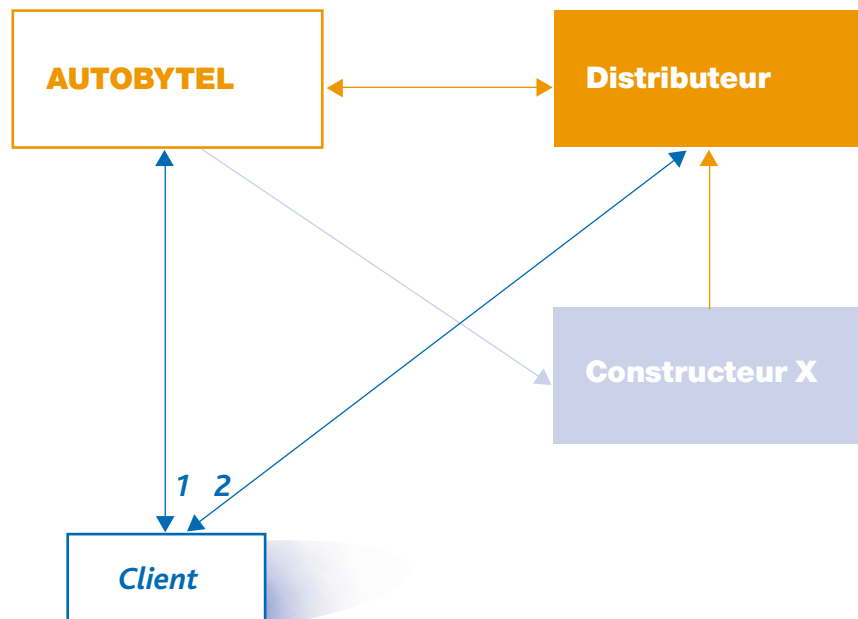 AUTOBYTEL
Distributeur
Constructeur X
1 2
Client